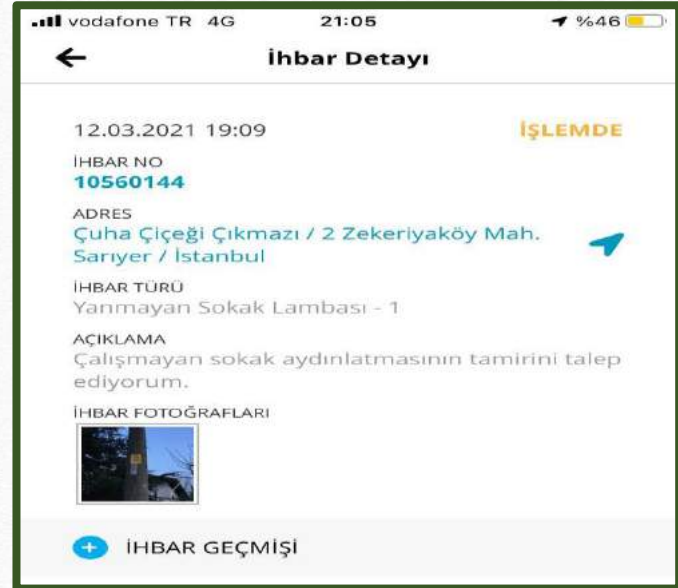 vodafone TR 4G 21:05 %46
İhbar Detayı
12.03.2021 19:09 İŞLEMDE
İHBAR NO
10560144
ADRES
Çuha Çiçeği Çıkmazı / 2 Zekeriyaköy Mah.
Sarıyer / İstanbul
İHBAR TÜRÜ
Yanmayan Sokak Lambası - 1
AÇIKLAMA
Çalışmayan sokak aydınlatmasının tamirini talep
ediyorum.
İHBAR FOTOĞRAFLARI
İHBAR GEÇMİŞİ